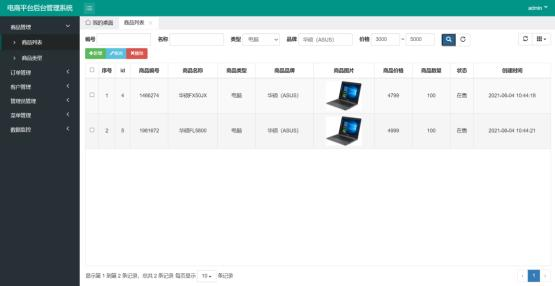 电商平台后台管理系统
admin
商品管理
商品列表
商品类型
订单管理
客户管理
管理员管理
菜单管理
数据监控
我的桌面 商品列表
编号 名称 类型 电脑 品牌 华硕（ASUS） 价格 3000 ~ 5000
新增 修改 删除
序号 id 商品编号 商品名称 商品类型 商品品牌 商品图片 商品价格 商品数量 状态 创建时间
1 4 1466274 华硕FX50JX 电脑 华硕（ASUS） 4799 100 在售 2021-06-04 10:44:18
2 5 1981672 华硕FL5800 电脑 华硕（ASUS） 4999 100 在售 2021-06-04 10:44:21
显示第 1 到第 2 条记录，总共 2 条记录 每页显示 10 条记录
1